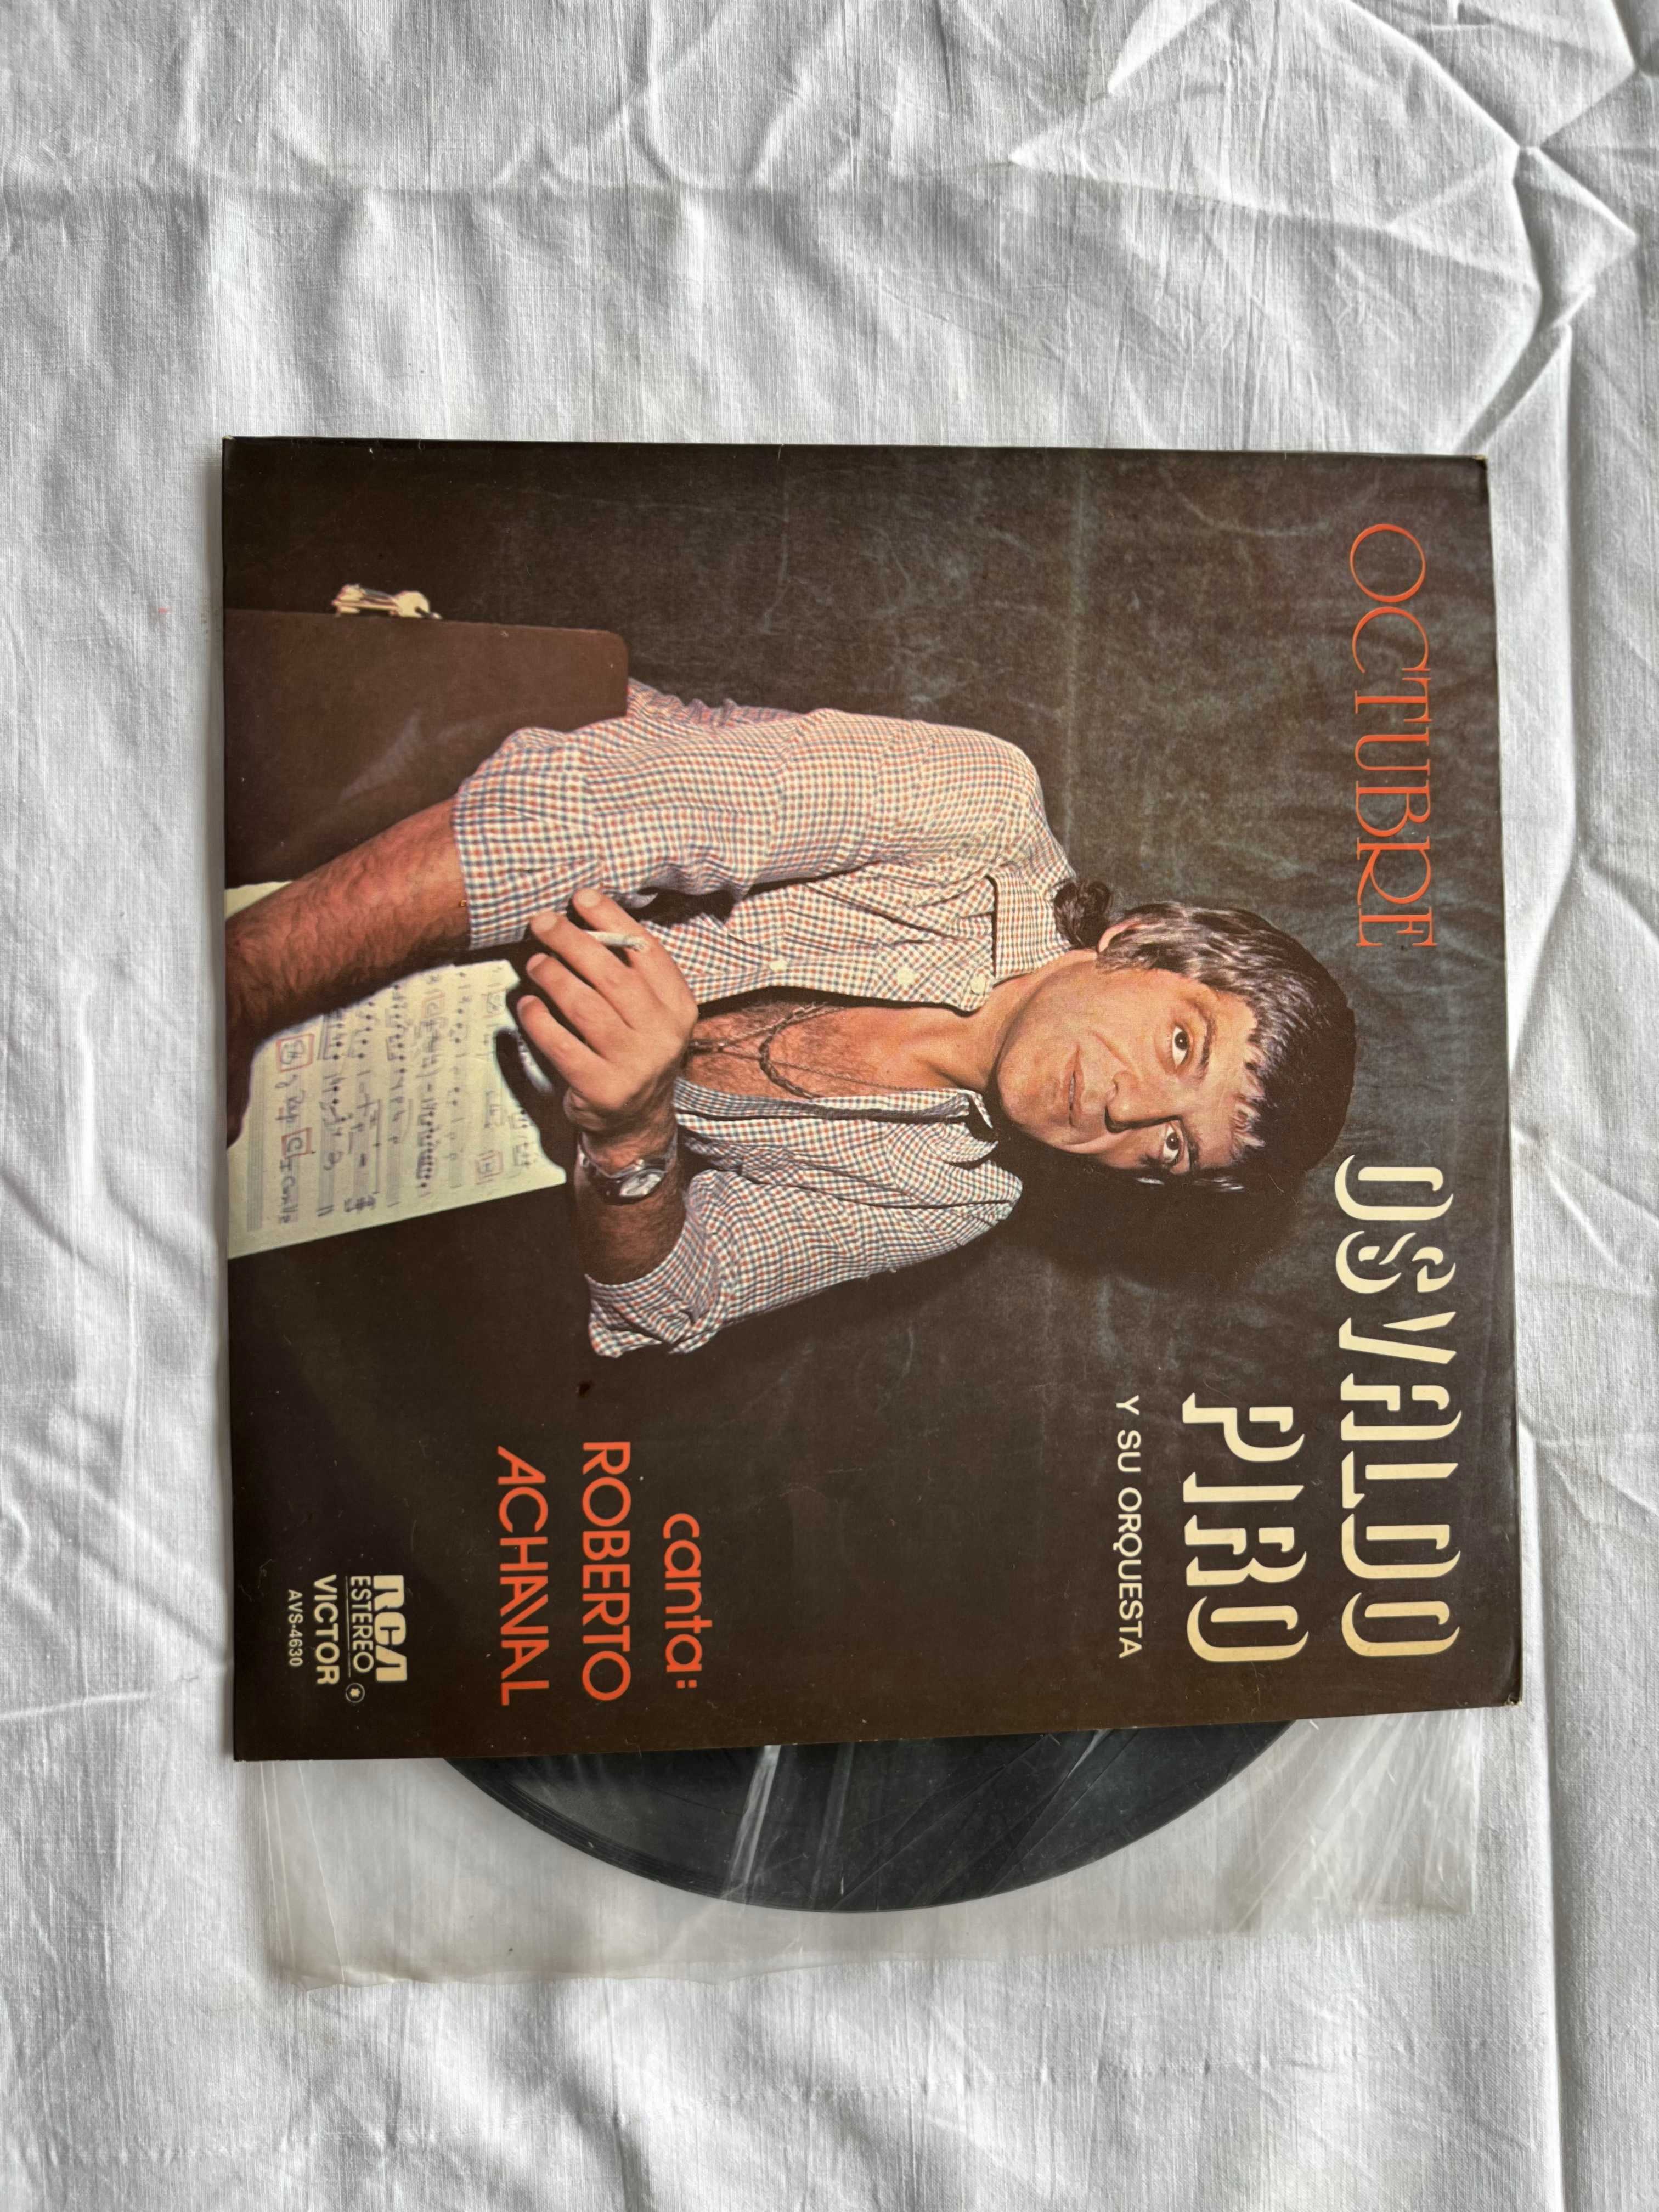 OCTUBRE
OSVALDO
PIRO
Y SU ORQUESTA
canta:
ROBERTO
ACHAVAL
RCA
ESTEREO
VICTOR
AVS-4630